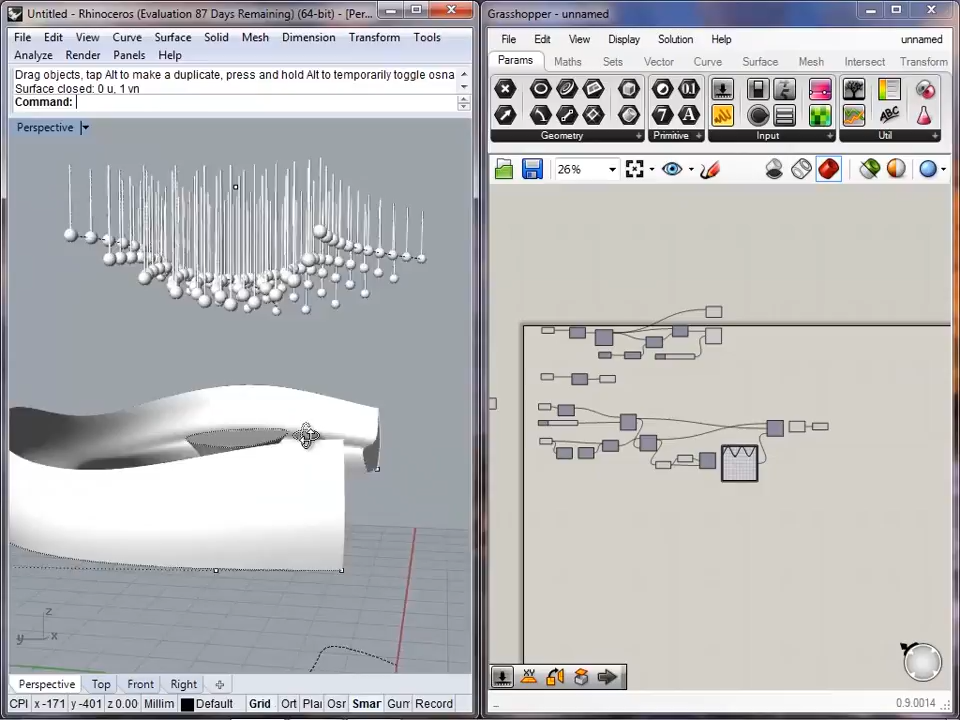 Untitled - Rhinoceros (Evaluation 87 Days Remaining) (64-bit) - [Per...
File Edit View Curve Surface Solid Mesh Dimension Transform Tools
Analyze Render Panels Help
Drag objects, tap Alt to make a duplicate, press and hold Alt to temporarily toggle osna
Surface closed: 0 u, 1 vn
Command:
Perspective
z
y x
Perspective Top Front Right
CPl x -171 y -401 z 0.00 Millim Default Grid Ort Plan Osr Smar Gum Record
Grasshopper - unnamed
File Edit View Display Solution Help unnamed
Params Maths Sets Vector Curve Surface Mesh Intersect Transform
Geometry Primitive Input Util
26%
0.9.0014